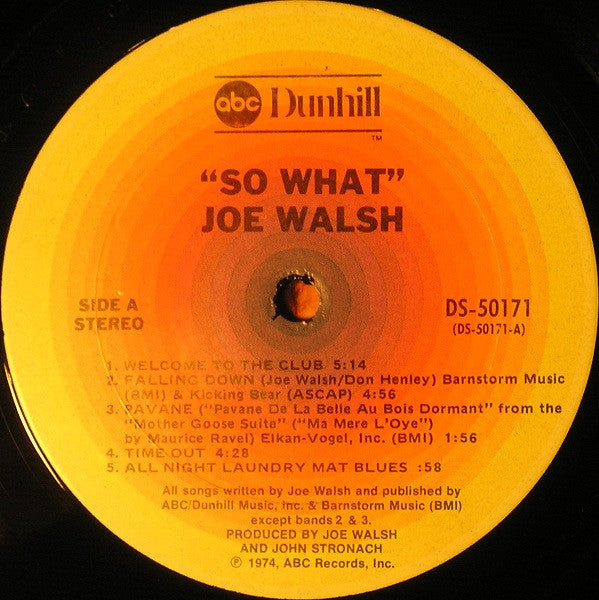 abc Dunhill
TM
"SO WHAT"
JOE WALSH
SIDE A
STEREO
DS-50171
(DS-50171-A)
1. WELCOME TO THE CLUB 5:14
2. FALLING DOWN (Joe Walsh/Don Henley) Barnstorm Music
(BMI) & Kicking Bear (ASCAP) 4:56
3. PAVANE ("Pavane De La Belle Au Bois Dormant" from the
"Mother Goose Suite" ("Ma Mere L'Oye")
by Maurice Ravel) Elkan-Vogel, Inc. (BMI) 1:56
4. TIME OUT 4:28
5. ALL NIGHT LAUNDRY MAT BLUES :58
All songs written by Joe Walsh and published by
ABC/Dunhill Music, Inc. & Barnstorm Music (BMI)
except bands 2 & 3.
PRODUCED BY JOE WALSH
AND JOHN STRONACH
℗ 1974, ABC Records, Inc.